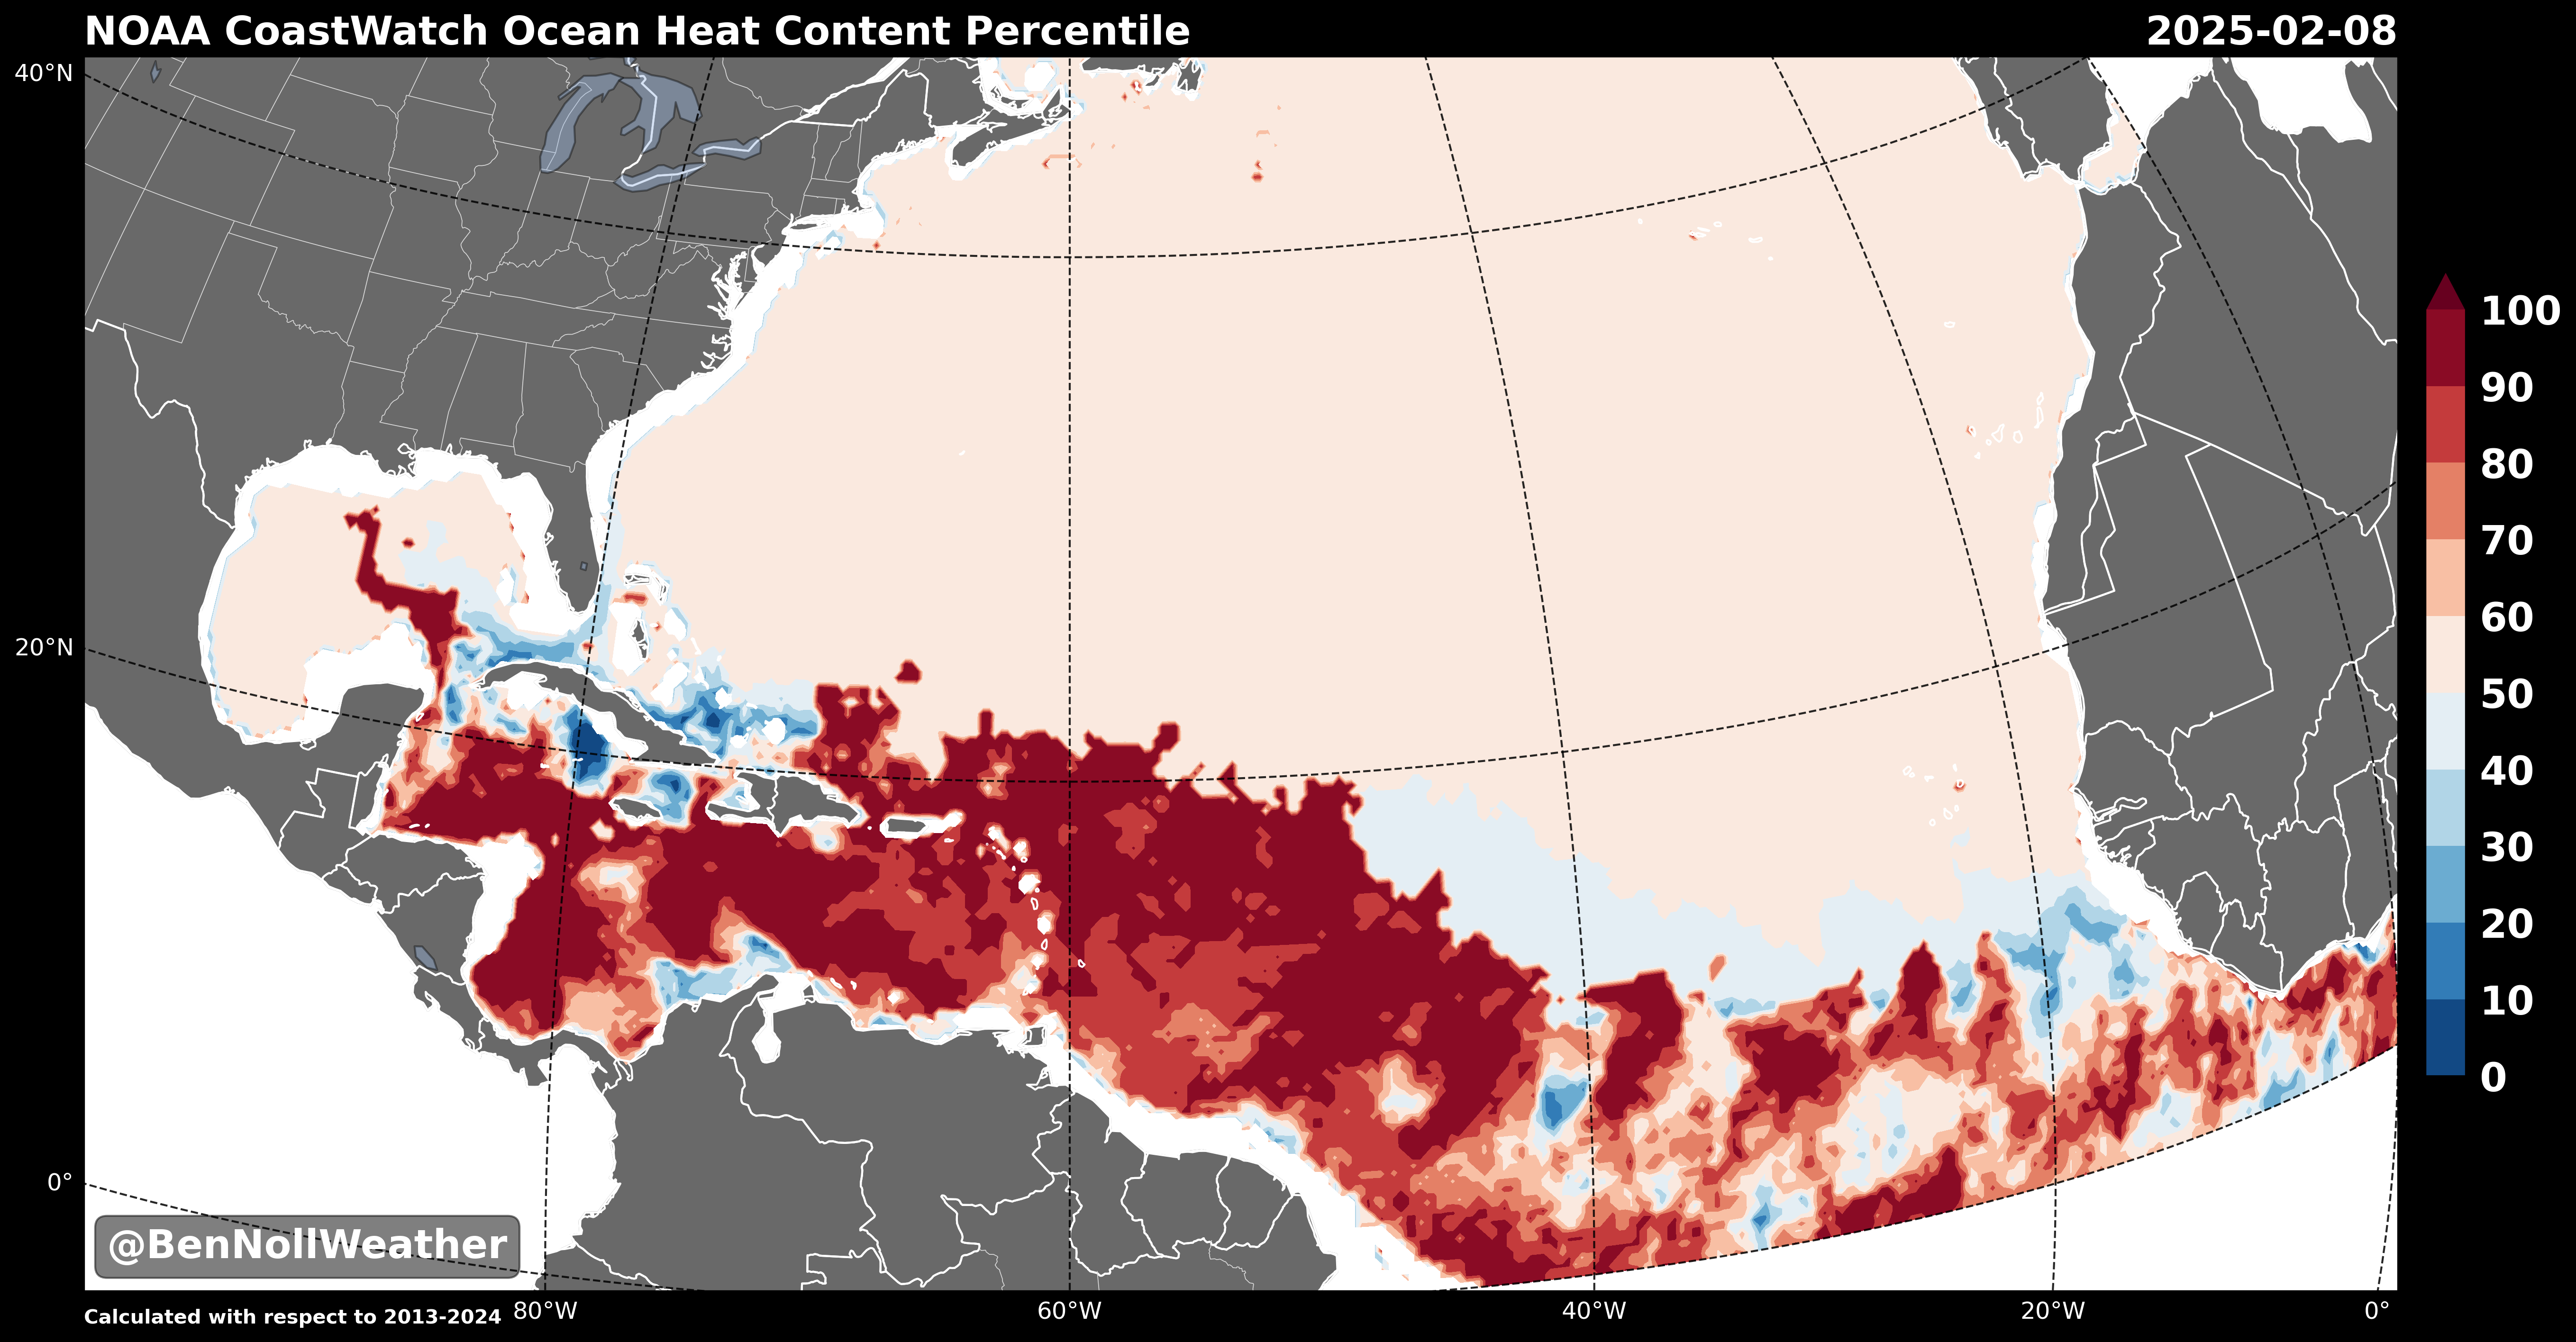 NOAA CoastWatch Ocean Heat Content Percentile
2025-02-08
40°N
20°N
0°
100
90
80
70
60
50
40
30
20
10
0
@BenNollWeather
Calculated with respect to 2013-2024
80°W
60°W
40°W
20°W
0°